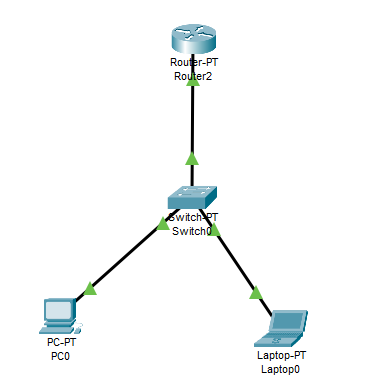 Router-PT
Router2
Switch-PT
Switch0
PC-PT
PC0
Laptop-PT
Laptop0